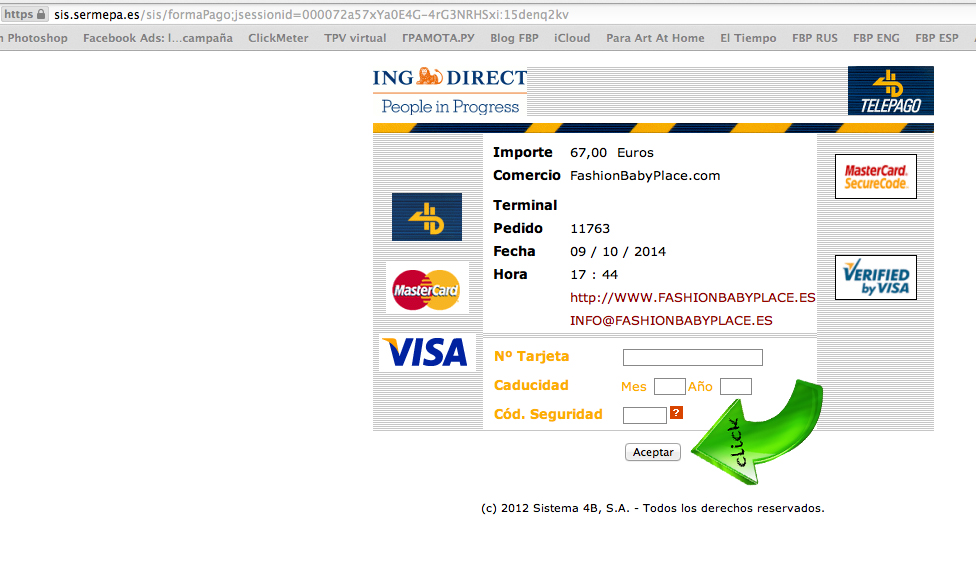 https sis.sermepa.es/sis/formaPago;jsessionid=000072a57xYa0E4G-4rG3NRHSxi:15denq2kv
n Photoshop Facebook Ads: l...campaña ClickMeter TPV virtual ГРАМОТА.РУ Blog FBP iCloud Para Art At Home El Tiempo FBP RUS FBP ENG FBP ESP
ING DIRECT
People in Progress
TELEPAGO
Importe 67,00 Euros
Comercio FashionBabyPlace.com
Terminal
Pedido 11763
Fecha 09 / 10 / 2014
Hora 17 : 44
http://WWW.FASHIONBABYPLACE.ES
INFO@FASHIONBABYPLACE.ES
MasterCard.
SecureCode.
VERIFIED
by VISA
MasterCard
VISA
Nº Tarjeta
Caducidad Mes Año
Cód. Seguridad ?
click
Aceptar
(c) 2012 Sistema 4B, S.A. - Todos los derechos reservados.